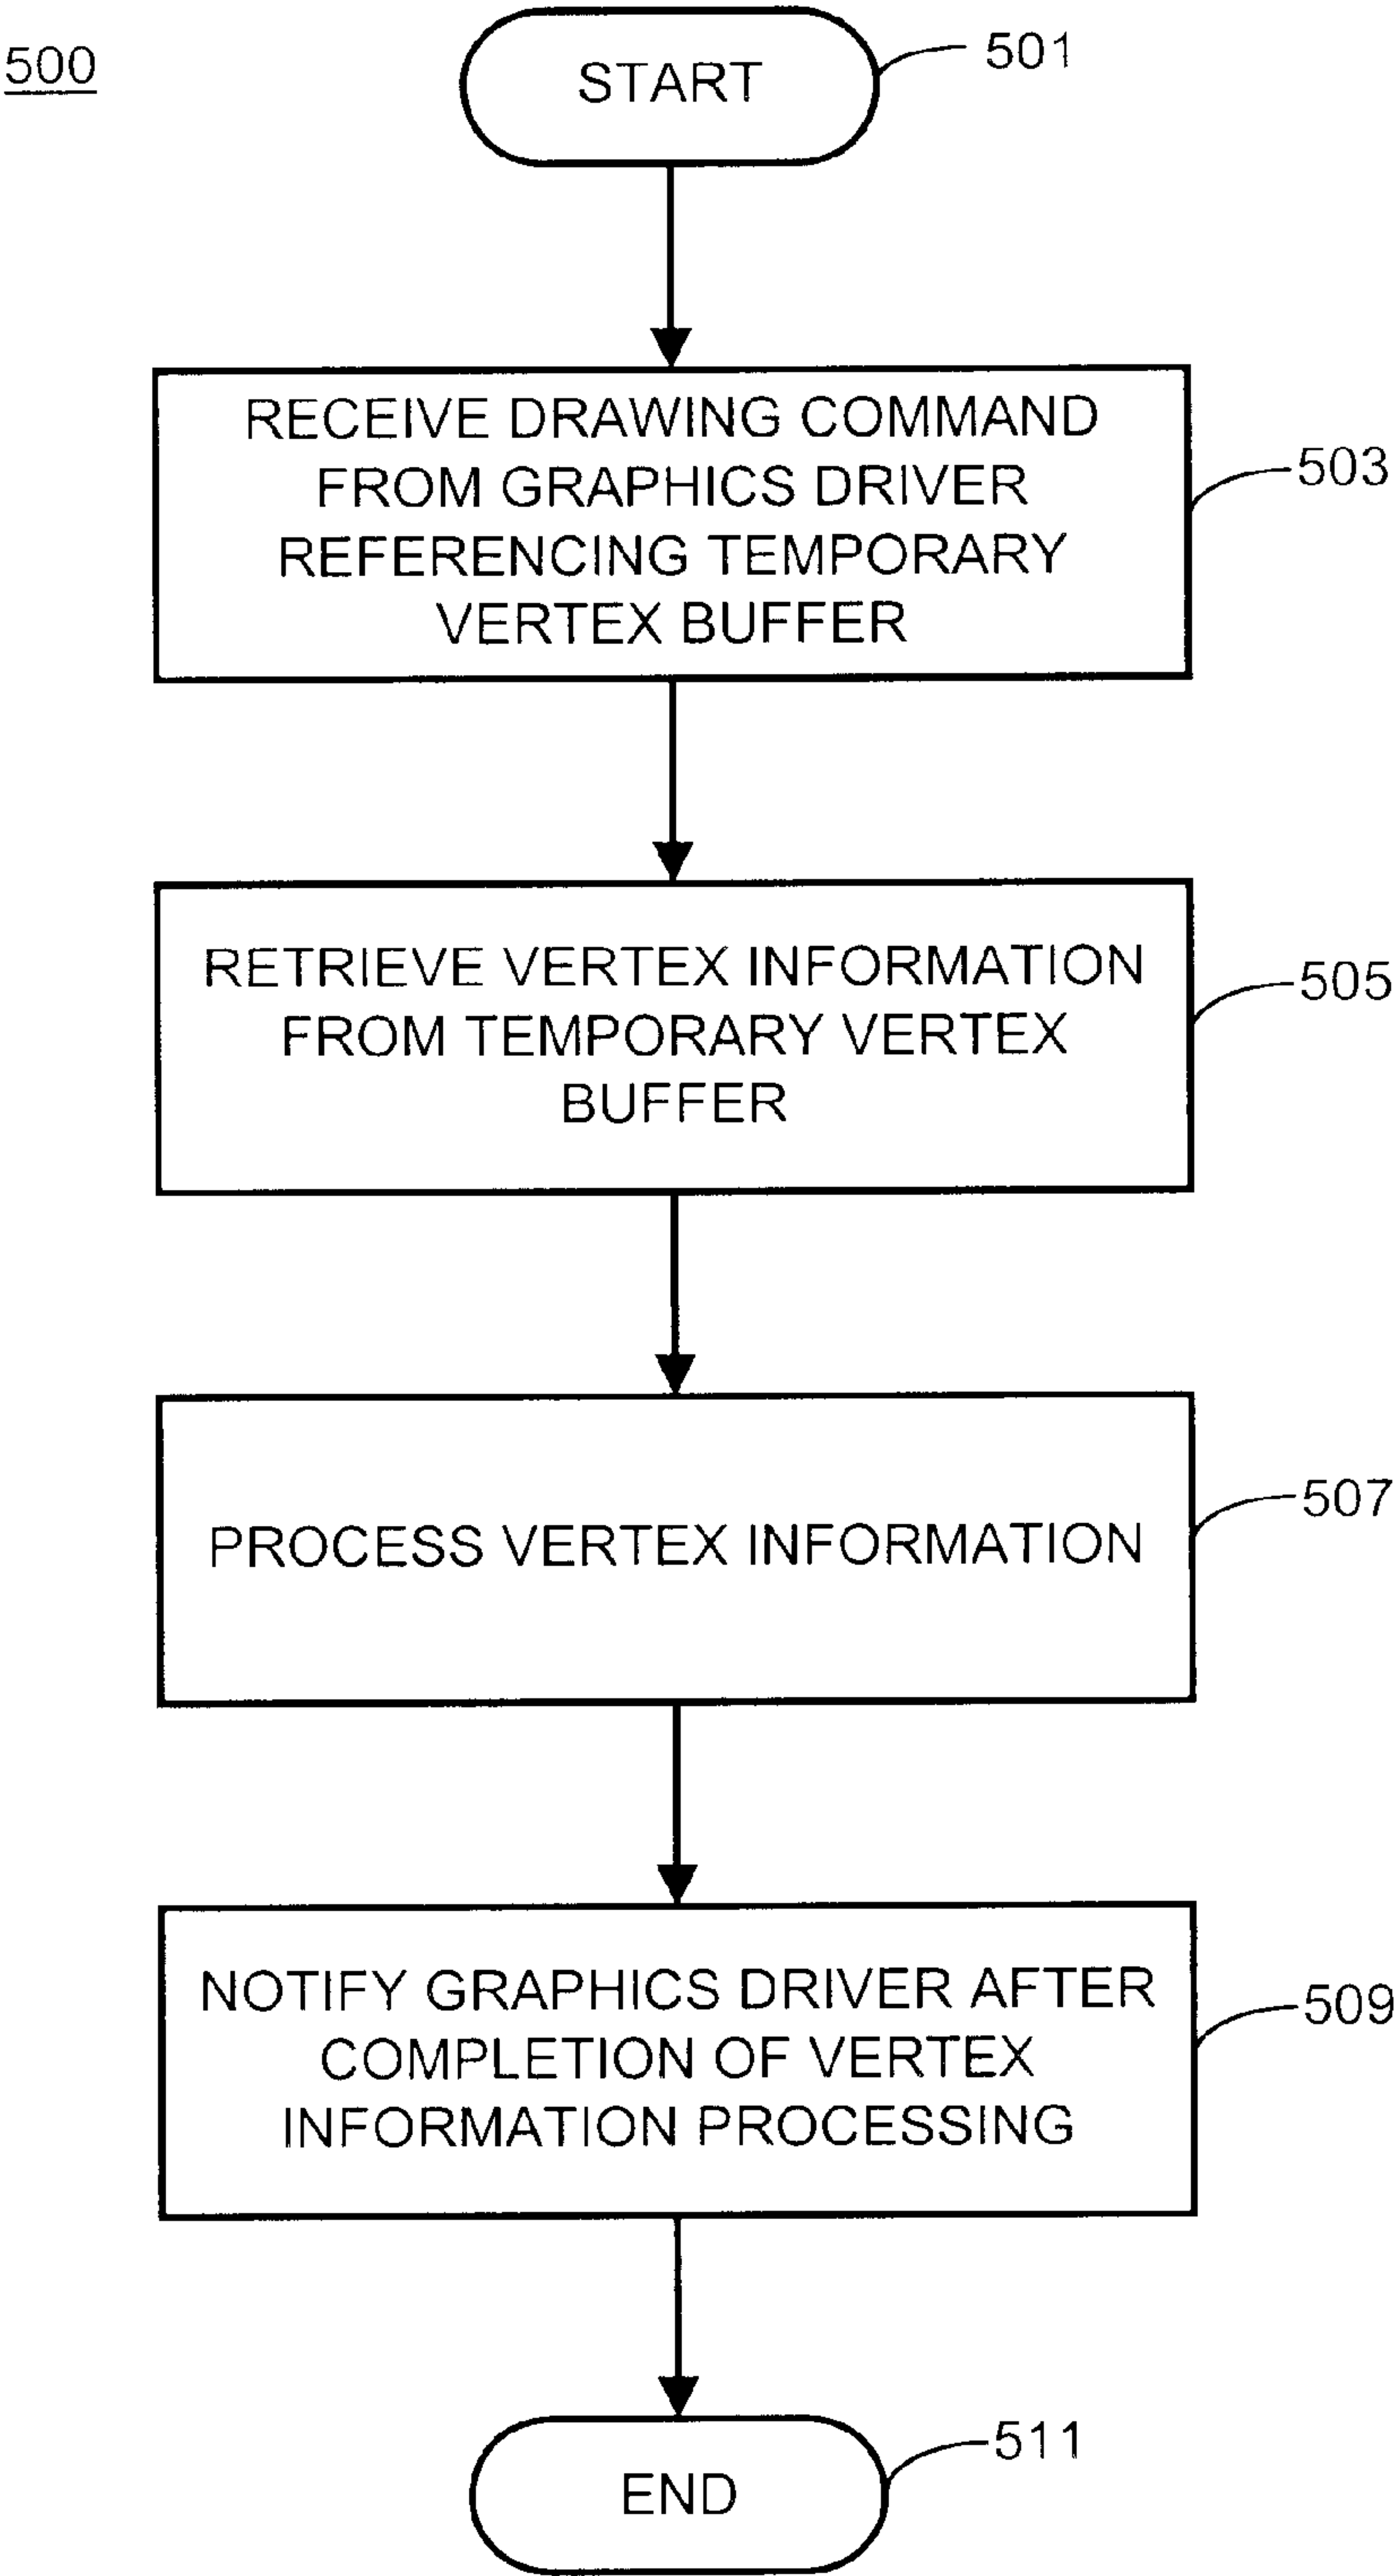 500
START
501
RECEIVE DRAWING COMMAND
FROM GRAPHICS DRIVER
REFERENCING TEMPORARY
VERTEX BUFFER
503
RETRIEVE VERTEX INFORMATION
FROM TEMPORARY VERTEX
BUFFER
505
PROCESS VERTEX INFORMATION
507
NOTIFY GRAPHICS DRIVER AFTER
COMPLETION OF VERTEX
INFORMATION PROCESSING
509
END
511